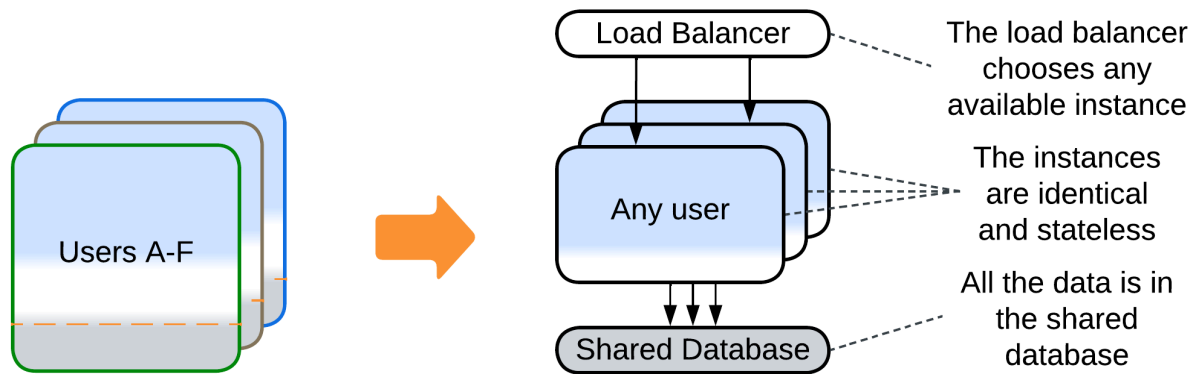 Users A-F
Load Balancer
Any user
Shared Database
The load balancer
chooses any
available instance
The instances
are identical
and stateless
All the data is in
the shared
database